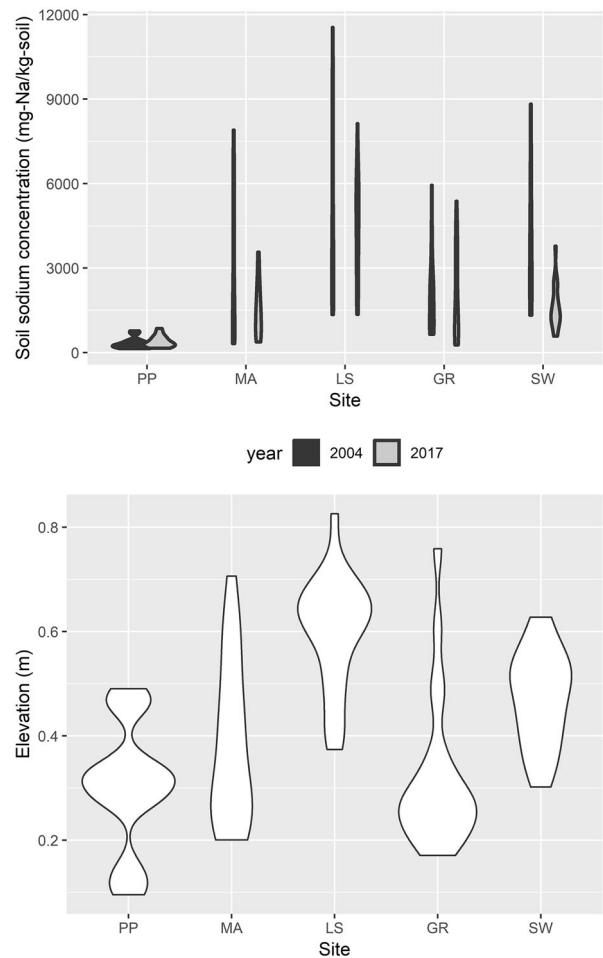 Soil sodium concentration (mg-Na/kg-soil)
12000
9000
6000
3000
0
PP MA LS GR SW
Site
year 2004 2017
Elevation (m)
0.8
0.6
0.4
0.2
PP MA LS GR SW
Site